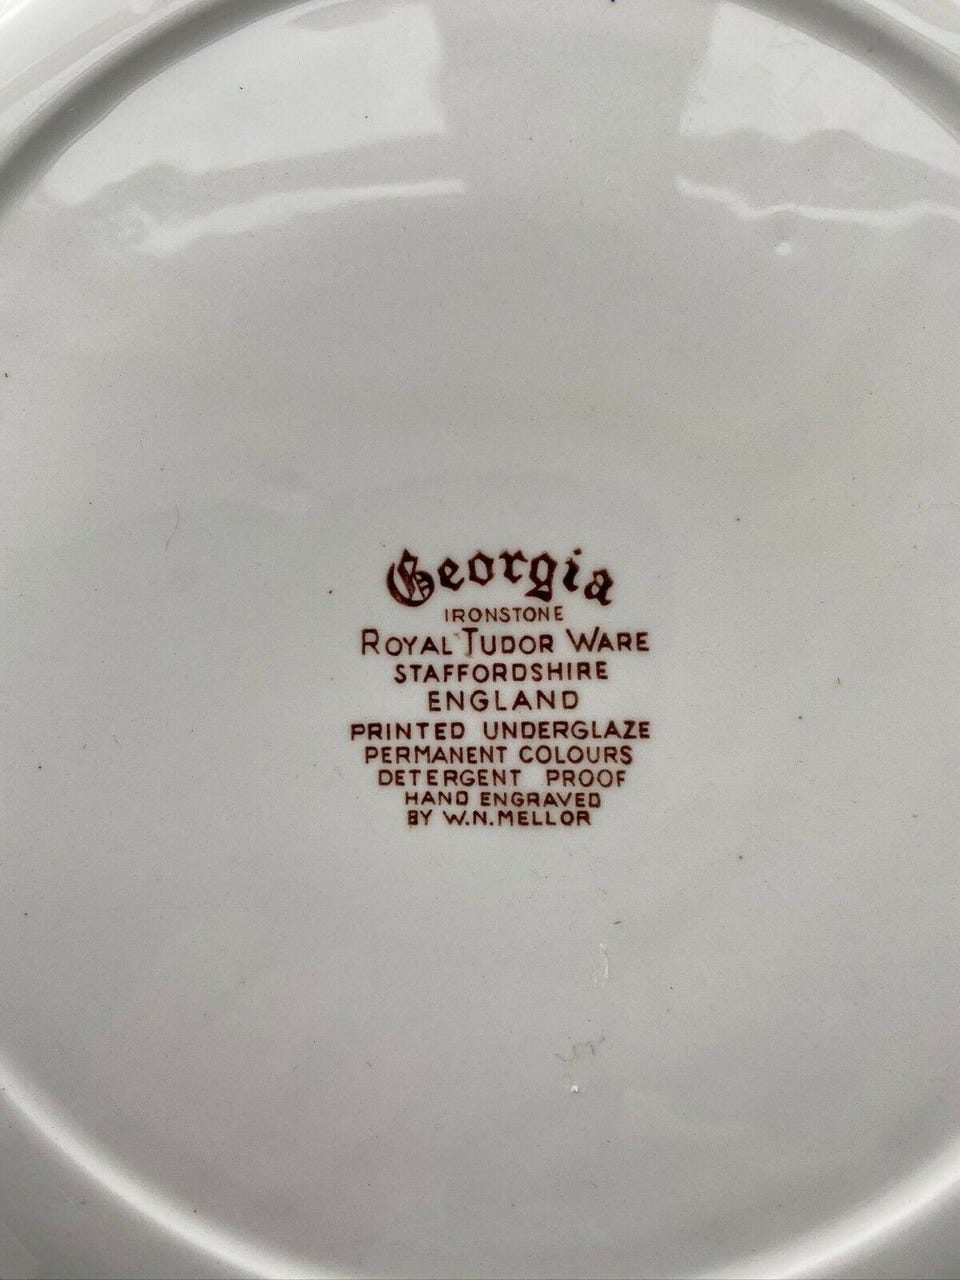 Georgia
IRONSTONE
ROYAL TUDOR WARE
STAFFORDSHIRE
ENGLAND
PRINTED UNDERGLAZE
PERMANENT COLOURS
DETERGENT PROOF
HAND ENGRAVED
BY W.N.MELLOR